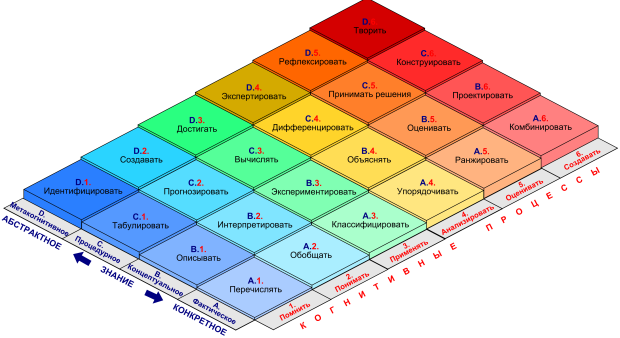 D.
Творить
D.5.
Рефлексировать
C.6.
Конструировать
D.4.
Экспертировать
C.5.
Принимать решения
B.6.
Проектировать
D.3.
Достигать
C.4.
Дифференцировать
B.5.
Оценивать
A.6.
Комбинировать
D.2.
Создавать
C.3.
Вычислять
B.4.
Объяснять
A.5.
Ранжировать
D.1.
Идентифицировать
C.2.
Прогнозировать
B.3.
Экспериментировать
A.4.
Упорядочивать
C.1.
Табулировать
B.2.
Интерпретировать
A.3.
Классифицировать
B.1.
Описывать
A.2.
Обобщать
A.1.
Перечислять
D.
Метакогнитивное
C.
Процедурное
B.
Концептуальное
A.
Фактическое
АБСТРАКТНОЕ
ЗНАНИЕ
КОНКРЕТНОЕ
1.
Помнить
2.
Понимать
3.
Применять
4.
Анализировать
5.
Оценивать
6.
Создавать
КОГНИТИВНЫЕ ПРОЦЕССЫ